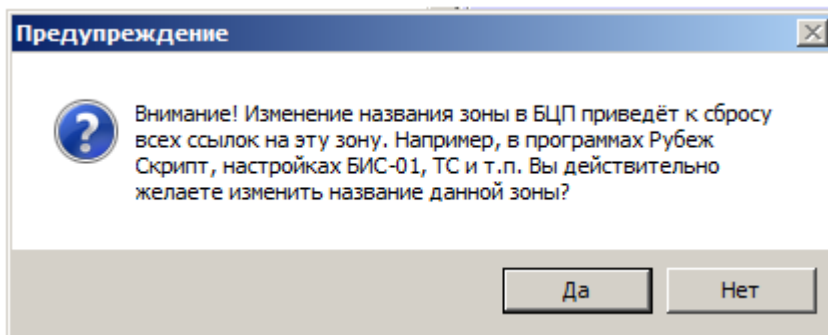 Предупреждение
Внимание! Изменение названия зоны в БЦП приведёт к сбросу
всех ссылок на эту зону. Например, в программах Рубеж
Скрипт, настройках БИС-01, ТС и т.п. Вы действительно
желаете изменить название данной зоны?
Да
Нет